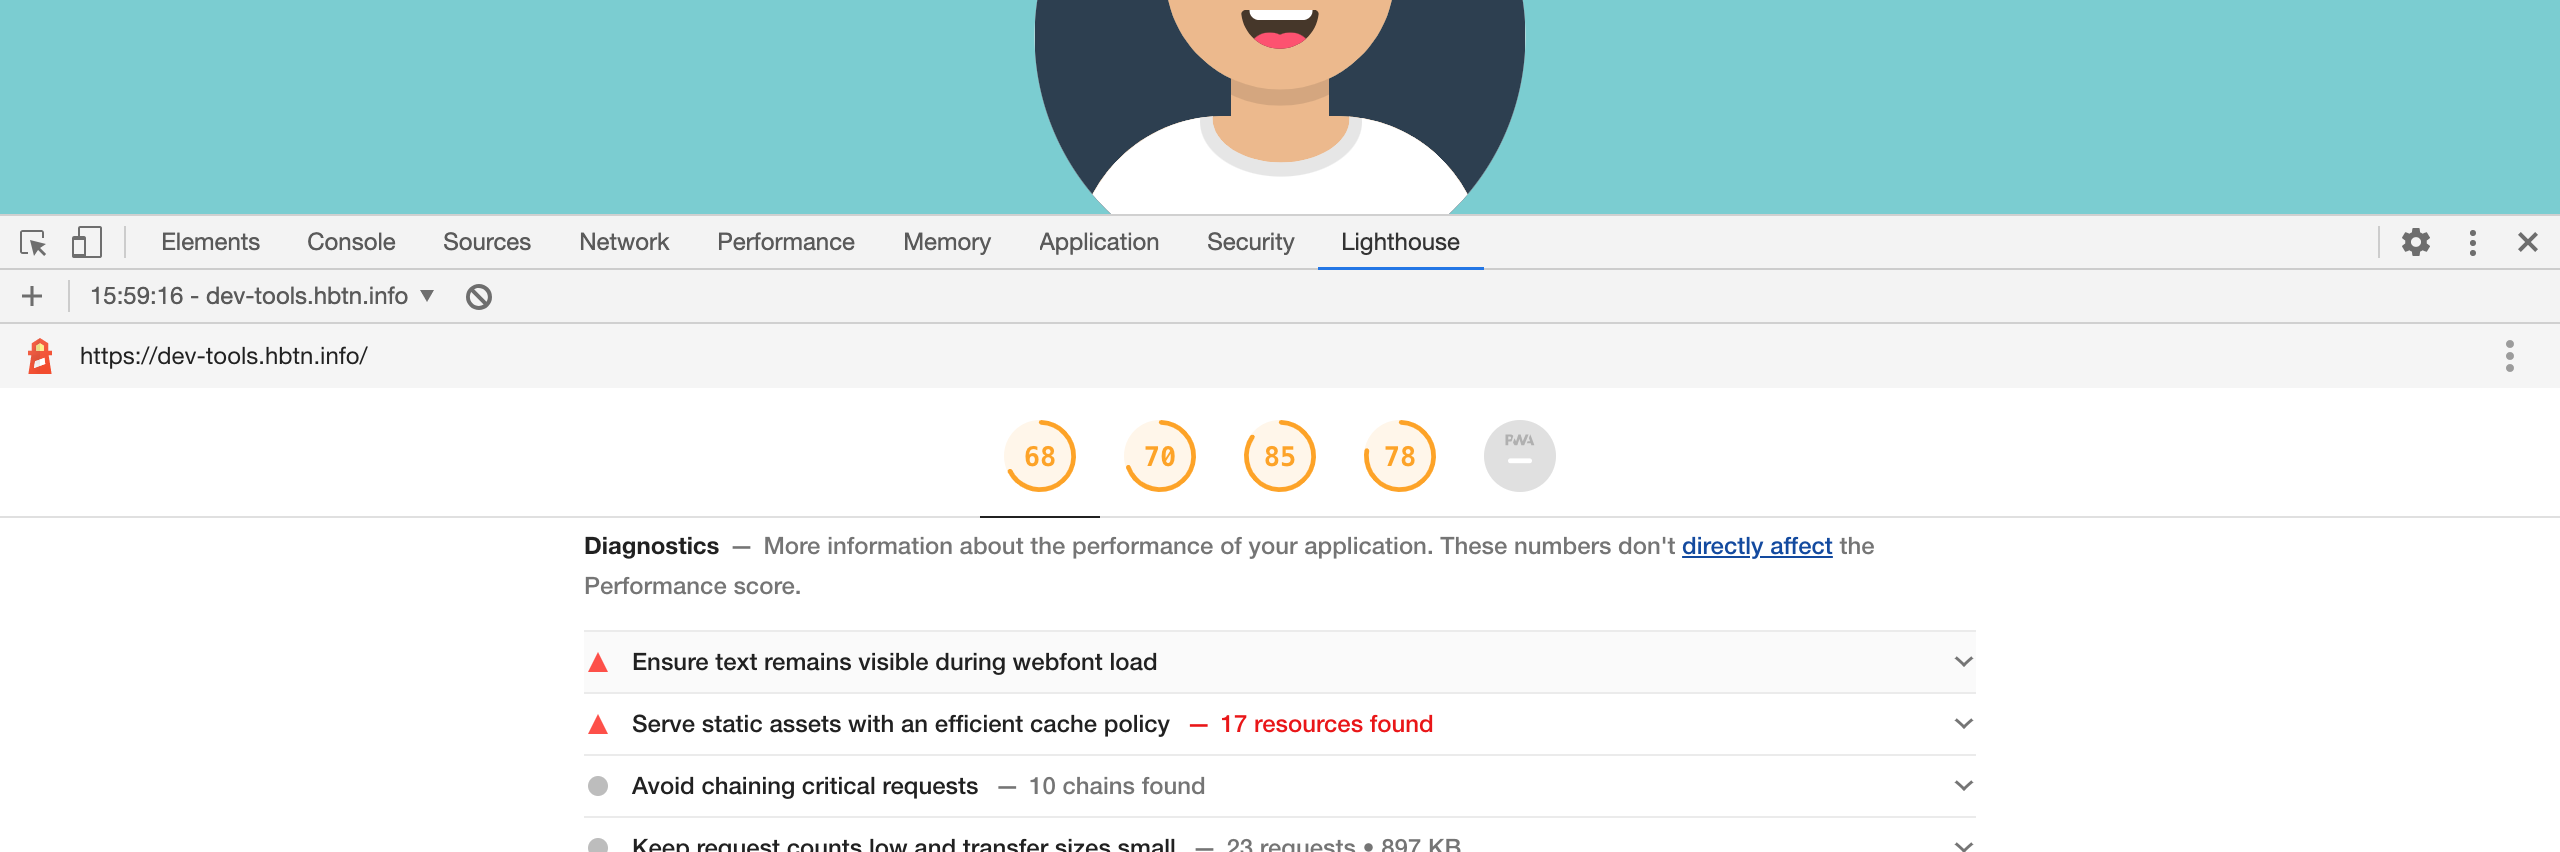 Elements Console Sources Network Performance Memory Application Security Lighthouse
15:59:16 - dev-tools.hbtn.info
https://dev-tools.hbtn.info/
68 70 85 78 PWA
Diagnostics — More information about the performance of your application. These numbers don't directly affect the
Performance score.
Ensure text remains visible during webfont load
Serve static assets with an efficient cache policy — 17 resources found
Avoid chaining critical requests — 10 chains found
Keep request counts low and transfer sizes small — 23 requests • 897 KB